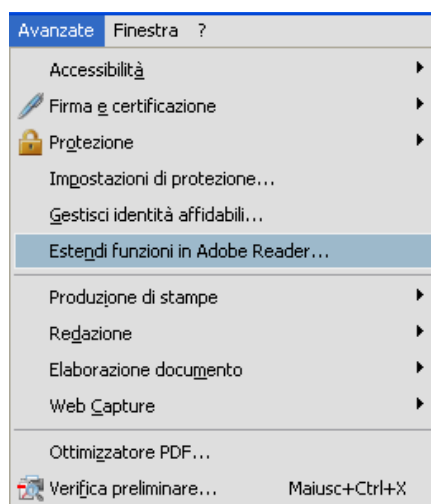 Avanzate Finestra ?
Accessibilità
Firma e certificazione
Protezione
Impostazioni di protezione...
Gestisci identità affidabili...
Estendi funzioni in Adobe Reader...
Produzione di stampe
Redazione
Elaborazione documento
Web Capture
Ottimizzatore PDF...
Verifica preliminare... Maiusc+Ctrl+X